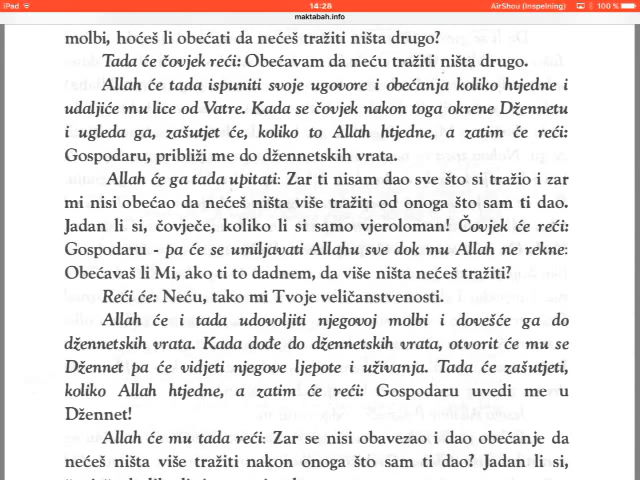 iPad
14:28
AirShou (Inspelning)
100 %
maktabah.info
molbi, hoćeš li obećati da nećeš tražiti ništa drugo?
Tada će čovjek reći: Obećavam da neću tražiti ništa drugo.
Allah će tada ispuniti svoje ugovore i obećanja koliko htjedne i
udaljiće mu lice od Vatre. Kada se čovjek nakon toga okrene Džennetu
i ugleda ga, zašutjet će, koliko to Allah htjedne, a zatim će reći:
Gospodaru, približi me do džennetskih vrata.
Allah će ga tada upitati: Zar ti nisam dao sve što si tražio i zar
mi nisi obećao da nećeš ništa više tražiti od onoga što sam ti dao.
Jadan li si, čovječe, koliko li si samo vjeroloman! Čovjek će reći:
Gospodaru - pa će se umiljavati Allahu sve dok mu Allah ne rekne:
Obećavaš li Mi, ako ti to dadnem, da više ništa nećeš tražiti?
Reći će: Neću, tako mi Tvoje veličanstvenosti.
Allah će i tada udovoljiti njegovoj molbi i dovešće ga do
džennetskih vrata. Kada dođe do džennetskih vrata, otvorit će mu se
Džennet pa će vidjeti njegove ljepote i uživanja. Tada će zašutjeti,
koliko Allah htjedne, a zatim će reći: Gospodaru uvedi me u
Džennet!
Allah će mu tada reći: Zar se nisi obavezao i dao obećanje da
nećeš ništa više tražiti nakon onoga što sam ti dao? Jadan li si,